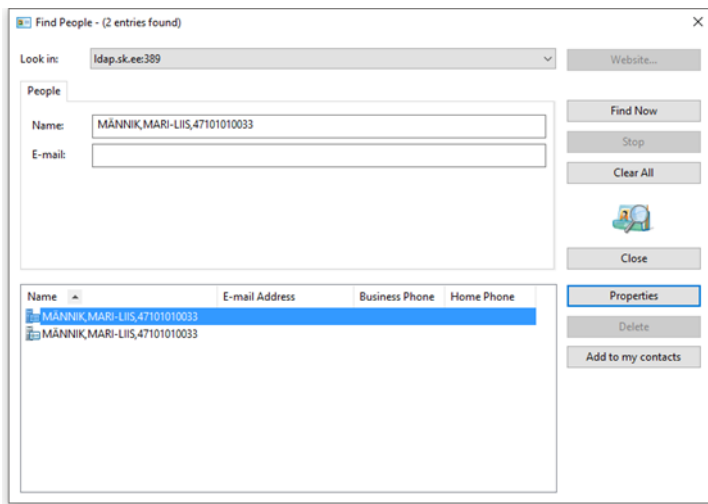 Find People - (2 entries found)
Look in: ldap.sk.ee:389 Website...
People
Name: MÄNNIK,MARI-LIIS,47101010033 Find Now
E-mail: Stop
Clear All
Close
Name E-mail Address Business Phone Home Phone Properties
MÄNNIK,MARI-LIIS,47101010033
MÄNNIK,MARI-LIIS,47101010033 Delete
Add to my contacts